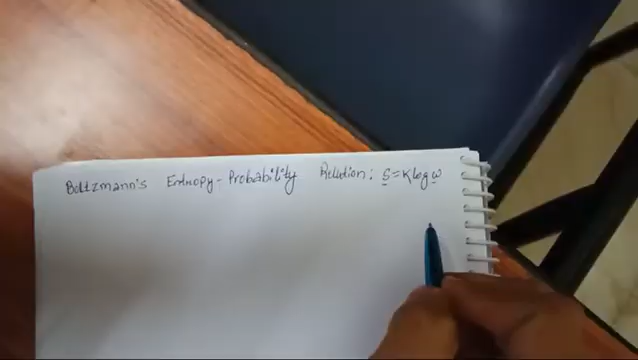 Boltzmann's Entropy - Probability Relation : S = K log ω